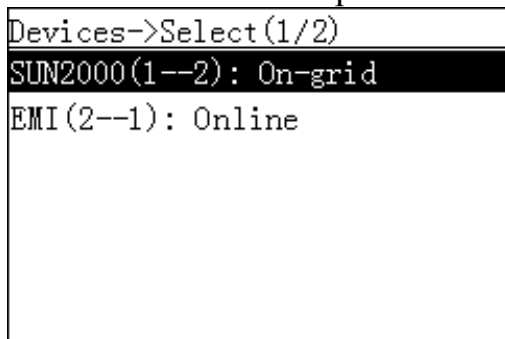 Devices->Select(1/2)
SUN2000(1--2): On-grid
EMI(2--1): Online